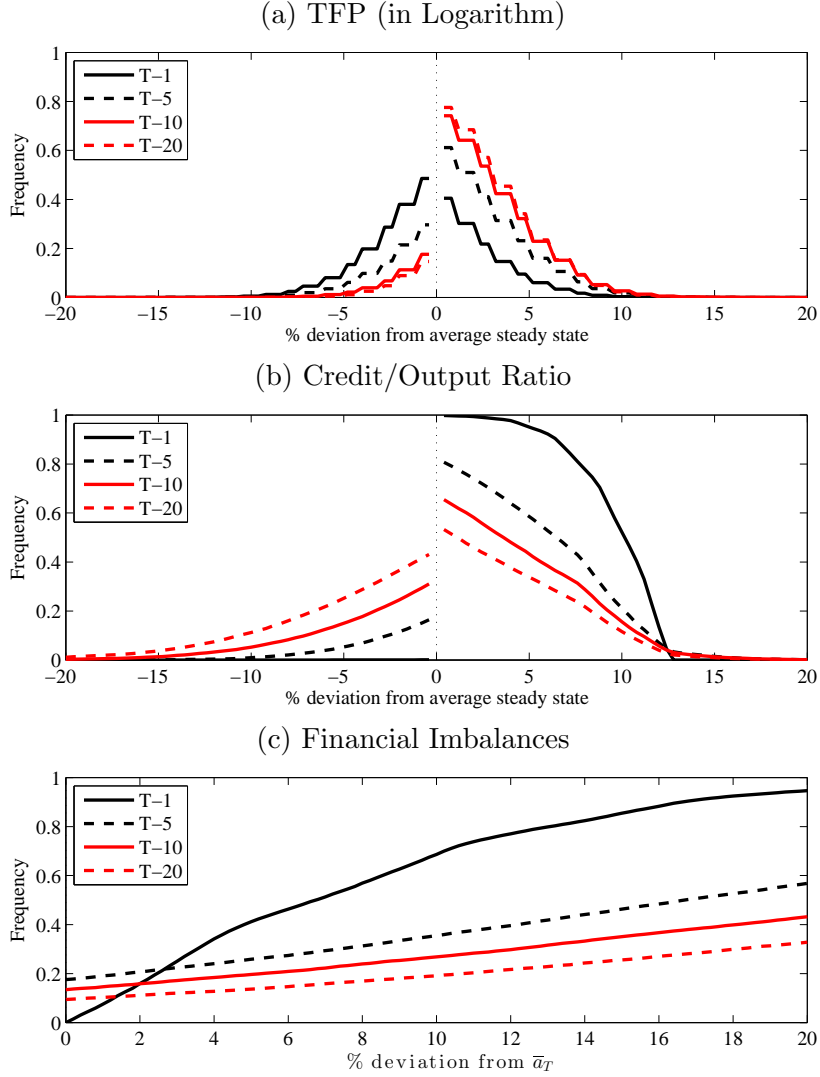 (a) TFP (in Logarithm)
1
0.8
0.6
0.4
0.2
0
Frequency
T−1
T−5
T−10
T−20
−20 −15 −10 −5 0 5 10 15 20
% deviation from average steady state
(b) Credit/Output Ratio
1
0.8
0.6
0.4
0.2
0
Frequency
T−1
T−5
T−10
T−20
−20 −15 −10 −5 0 5 10 15 20
% deviation from average steady state
(c) Financial Imbalances
1
0.8
0.6
0.4
0.2
0
Frequency
T−1
T−5
T−10
T−20
0 2 4 6 8 10 12 14 16 18 20
% deviation from a̅_T